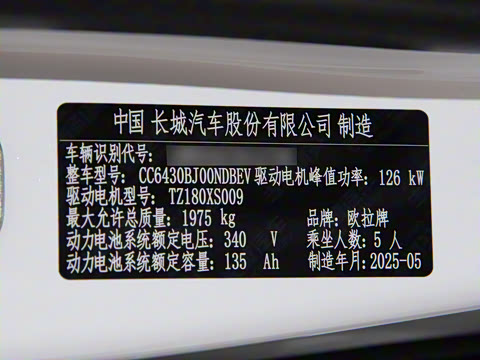 中国 长城汽车股份有限公司 制造
车辆识别代号:
整车型号: CC6430BJ00NDBEV 驱动电机峰值功率: 126 kW
驱动电机型号: TZ180XS009
最大允许总质量: 1975 kg 品牌: 欧拉牌
动力电池系统额定电压: 340 V 乘坐人数: 5 人
动力电池系统额定容量: 135 Ah 制造年月: 2025-05